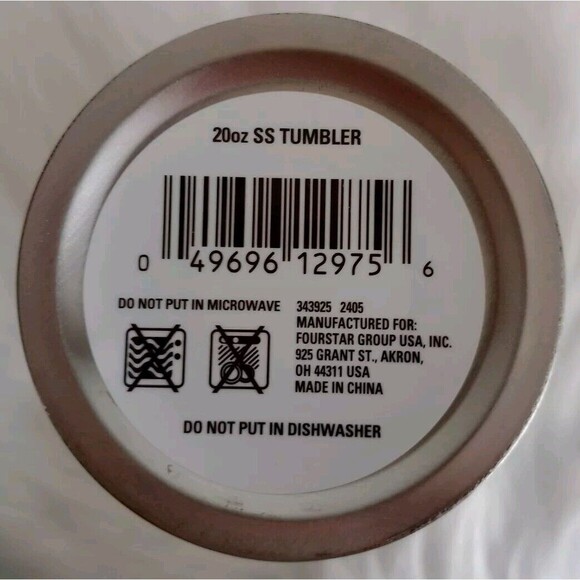 20oz SS TUMBLER
0 49696 12975 6
DO NOT PUT IN MICROWAVE
343925 2405
MANUFACTURED FOR:
FOURSTAR GROUP USA, INC.
925 GRANT ST., AKRON,
OH 44311 USA
MADE IN CHINA
DO NOT PUT IN DISHWASHER